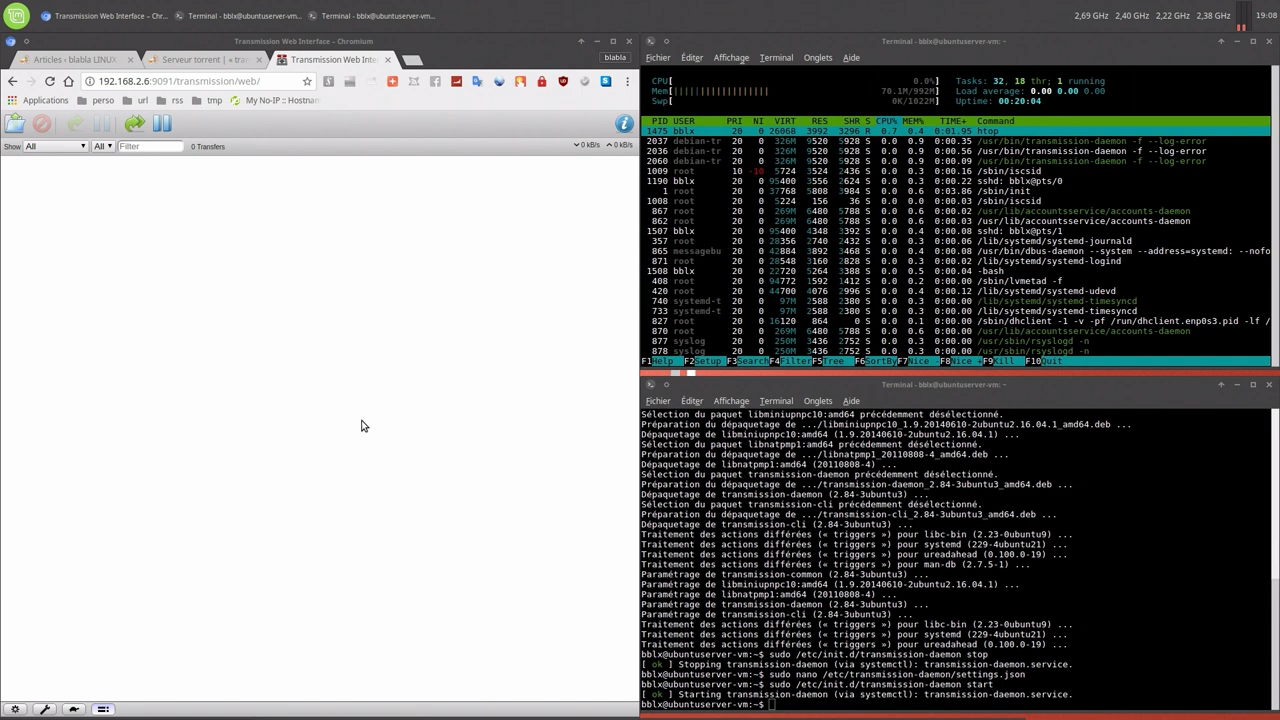 Transmission Web Interface – Chro...
Terminal - bblx@ubuntuserver-vm...
Terminal - bblx@ubuntuserver-vm...
2,69 GHz 2,40 GHz 2,22 GHz 2,38 GHz 19:08
Transmission Web Interface – Chromium
Articles ‹ blabla LINUX
Serveur torrent | « tran
Transmission Web Inte
blabla
192.168.2.6:9091/transmission/web/
Applications perso url rss tmp My No-IP :: Hostnam
Show All All Filter 0 Transfers 0 kB/s 0 kB/s
Terminal - bblx@ubuntuserver-vm: ~
Fichier Éditer Affichage Terminal Onglets Aide
CPU[ 0.0%] Tasks: 32, 18 thr; 1 running
Mem[||||||||||||||||| 70.1M/992M] Load average: 0.00 0.00 0.00
Swp[ 0K/1022M] Uptime: 00:20:04
PID USER PRI NI VIRT RES SHR S CPU% MEM% TIME+ Command
1475 bblx 20 0 26068 3992 3296 R 0.7 0.4 0:01.95 htop
2037 debian-tr 20 0 326M 9520 5928 S 0.0 0.9 0:00.35 /usr/bin/transmission-daemon -f --log-error
2036 debian-tr 20 0 326M 9520 5928 S 0.0 0.9 0:00.56 /usr/bin/transmission-daemon -f --log-error
2060 debian-tr 20 0 326M 9520 5928 S 0.0 0.9 0:00.09 /usr/bin/transmission-daemon -f --log-error
1009 root 10 -10 5724 3524 2436 S 0.0 0.3 0:00.16 /sbin/iscsid
1190 bblx 20 0 95400 3556 2624 S 0.0 0.3 0:00.22 sshd: bblx@pts/0
1 root 20 0 37768 5808 3984 S 0.0 0.6 0:03.86 /sbin/init
1008 root 20 0 5224 156 36 S 0.0 0.0 0:00.03 /sbin/iscsid
867 root 20 0 269M 6480 5788 S 0.0 0.6 0:00.02 /usr/lib/accountsservice/accounts-daemon
862 root 20 0 269M 6480 5788 S 0.0 0.6 0:00.03 /usr/lib/accountsservice/accounts-daemon
1507 bblx 20 0 95400 4348 3392 S 0.0 0.4 0:00.08 sshd: bblx@pts/1
357 root 20 0 28356 2740 2432 S 0.0 0.3 0:00.09 /lib/systemd/systemd-journald
865 messagebu 20 0 42884 3892 3468 S 0.0 0.4 0:00.08 /usr/bin/dbus-daemon --system --address=systemd: --nofo
871 root 20 0 28548 3160 2828 S 0.0 0.3 0:00.02 /lib/systemd/systemd-logind
1508 bblx 20 0 22720 5264 3388 S 0.0 0.5 0:00.04 -bash
408 root 20 0 94772 1592 1412 S 0.0 0.2 0:00.00 /sbin/lvmetad -f
420 root 20 0 44700 4076 2996 S 0.0 0.4 0:00.12 /lib/systemd/systemd-udevd
740 systemd-t 20 0 97M 2588 2380 S 0.0 0.3 0:00.00 /lib/systemd/systemd-timesyncd
733 systemd-t 20 0 97M 2588 2380 S 0.0 0.3 0:00.00 /lib/systemd/systemd-timesyncd
827 root 20 0 16120 864 0 S 0.0 0.1 0:00.00 /sbin/dhclient -1 -v -pf /run/dhclient.enp0s3.pid -lf /
870 root 20 0 269M 6480 5788 S 0.0 0.6 0:00.00 /usr/lib/accountsservice/accounts-daemon
877 syslog 20 0 250M 3436 2752 S 0.0 0.3 0:00.00 /usr/sbin/rsyslogd -n
878 syslog 20 0 250M 3436 2752 S 0.0 0.3 0:00.00 /usr/sbin/rsyslogd -n
F1Help F2Setup F3Search F4Filter F5Tree F6SortBy F7Nice - F8Nice + F9Kill F10Quit
Terminal - bblx@ubuntuserver-vm: ~
Fichier Éditer Affichage Terminal Onglets Aide
Sélection du paquet libminiupnpc10:amd64 précédemment désélectionné.
Préparation du dépaquetage de .../libminiupnpc10_1.9.20140610-2ubuntu2.16.04.1_amd64.deb ...
Dépaquetage de libminiupnpc10:amd64 (1.9.20140610-2ubuntu2.16.04.1) ...
Sélection du paquet libnatpmp1:amd64 précédemment désélectionné.
Préparation du dépaquetage de .../libnatpmp1_20110808-4_amd64.deb ...
Dépaquetage de libnatpmp1:amd64 (20110808-4) ...
Sélection du paquet transmission-daemon précédemment désélectionné.
Préparation du dépaquetage de .../transmission-daemon_2.84-3ubuntu3_amd64.deb ...
Dépaquetage de transmission-daemon (2.84-3ubuntu3) ...
Sélection du paquet transmission-cli précédemment désélectionné.
Préparation du dépaquetage de .../transmission-cli_2.84-3ubuntu3_amd64.deb ...
Dépaquetage de transmission-cli (2.84-3ubuntu3) ...
Traitement des actions différées (« triggers ») pour libc-bin (2.23-0ubuntu9) ...
Traitement des actions différées (« triggers ») pour systemd (229-4ubuntu21) ...
Traitement des actions différées (« triggers ») pour ureadahead (0.100.0-19) ...
Traitement des actions différées (« triggers ») pour man-db (2.7.5-1) ...
Paramétrage de transmission-common (2.84-3ubuntu3) ...
Paramétrage de libminiupnpc10:amd64 (1.9.20140610-2ubuntu2.16.04.1) ...
Paramétrage de libnatpmp1:amd64 (20110808-4) ...
Paramétrage de transmission-daemon (2.84-3ubuntu3) ...
Paramétrage de transmission-cli (2.84-3ubuntu3) ...
Traitement des actions différées (« triggers ») pour libc-bin (2.23-0ubuntu9) ...
Traitement des actions différées (« triggers ») pour systemd (229-4ubuntu21) ...
Traitement des actions différées (« triggers ») pour ureadahead (0.100.0-19) ...
bblx@ubuntuserver-vm:~$ sudo /etc/init.d/transmission-daemon stop
[ ok ] Stopping transmission-daemon (via systemctl): transmission-daemon.service.
bblx@ubuntuserver-vm:~$ sudo nano /etc/transmission-daemon/settings.json
bblx@ubuntuserver-vm:~$ sudo /etc/init.d/transmission-daemon start
[ ok ] Starting transmission-daemon (via systemctl): transmission-daemon.service.
bblx@ubuntuserver-vm:~$